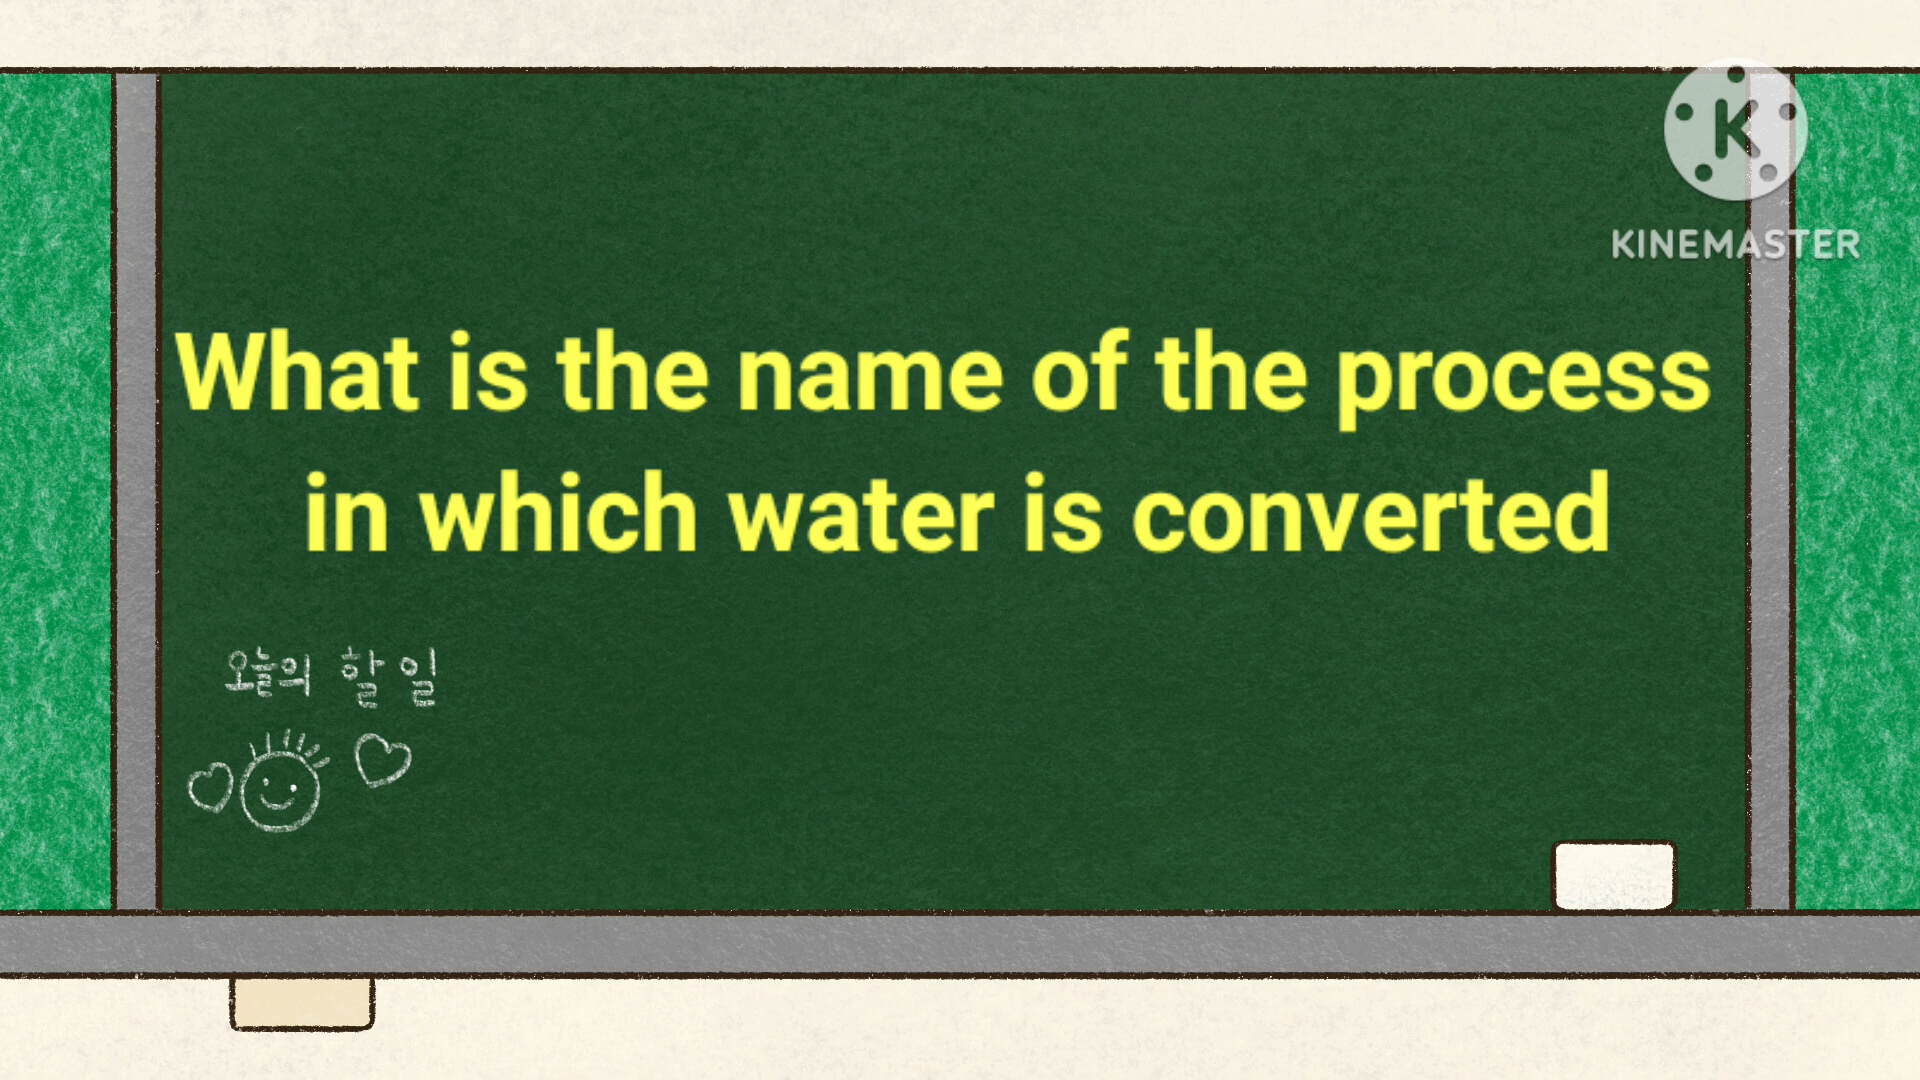 K
KINEMASTER
What is the name of the process
in which water is converted
오늘의 할 일